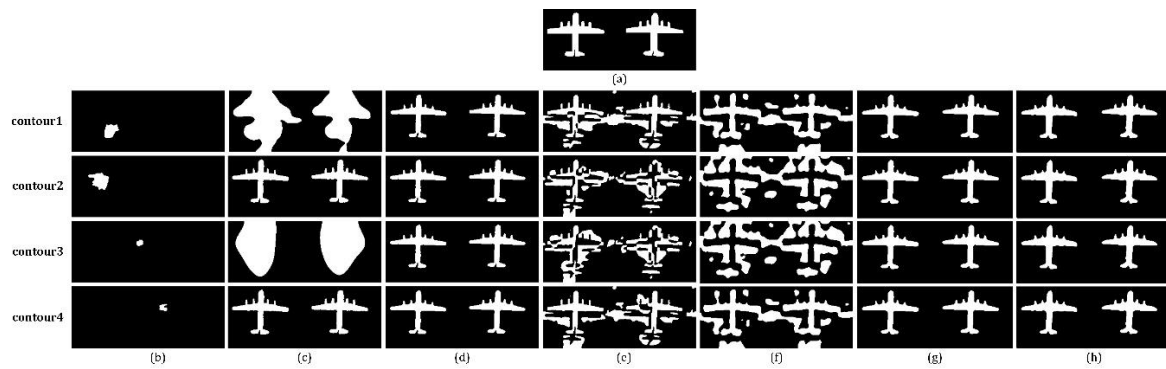 (a)
contour1
contour2
contour3
contour4
(b) (c) (d) (e) (f) (g) (h)